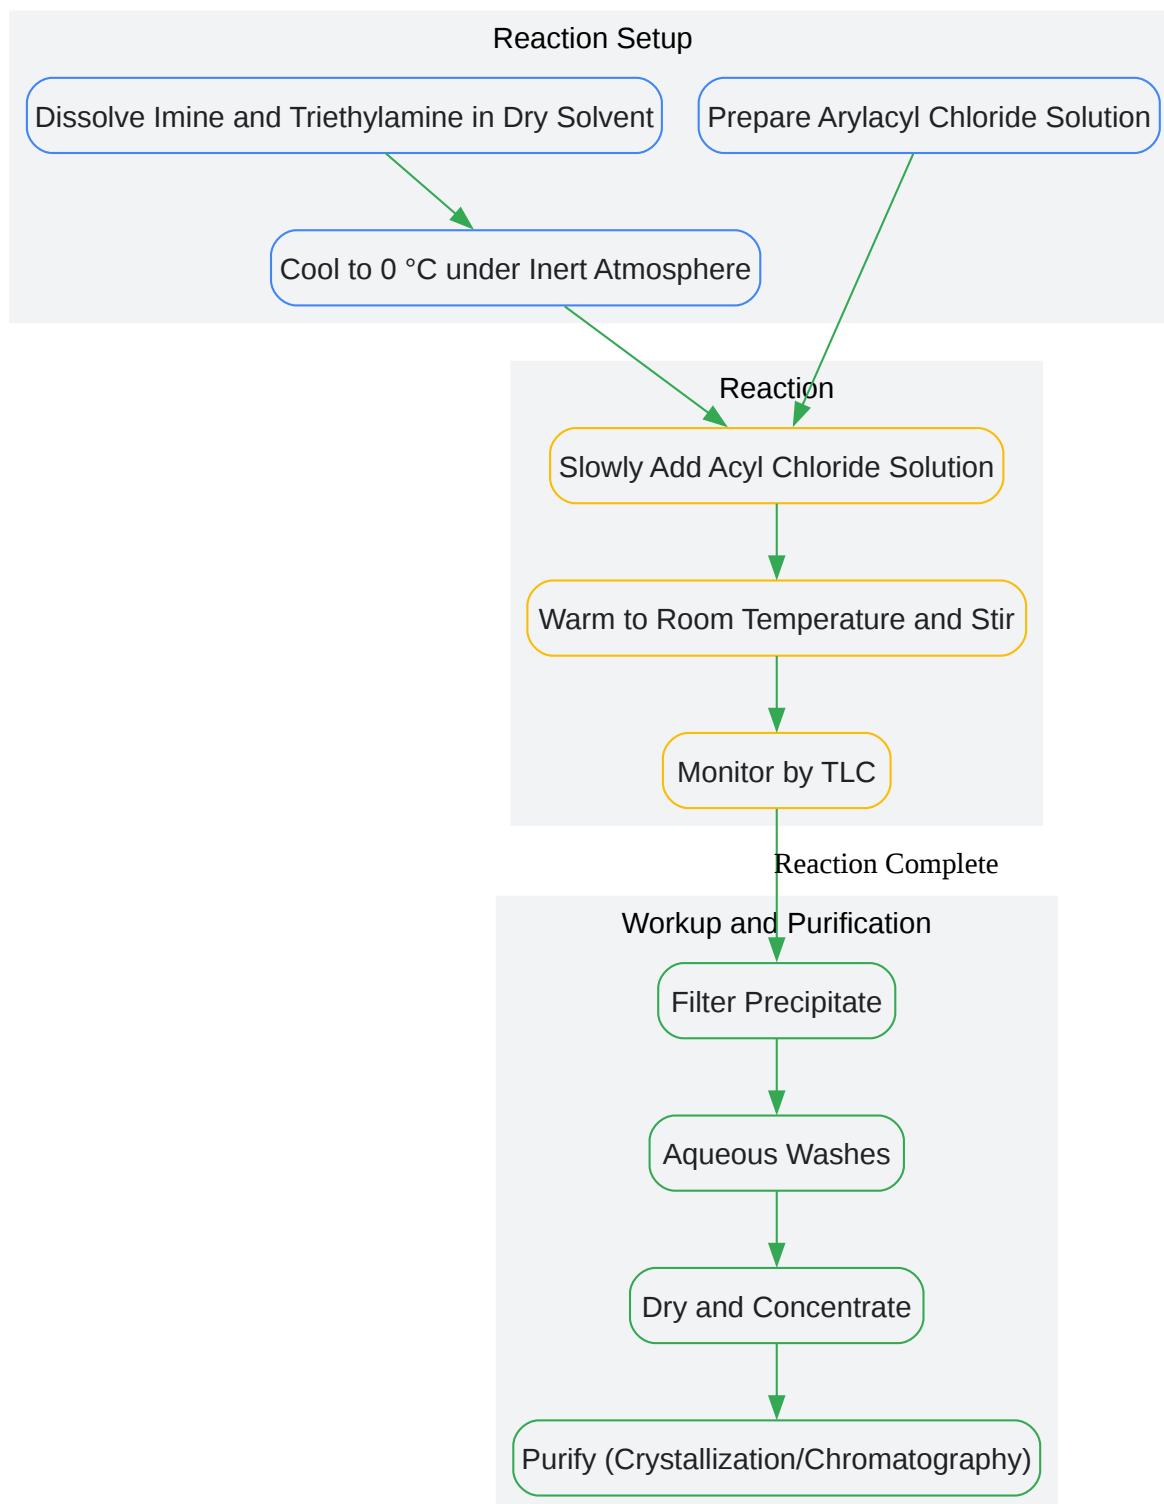 Reaction Setup
Dissolve Imine and Triethylamine in Dry Solvent
Prepare Arylacyl Chloride Solution
Cool to 0 °C under Inert Atmosphere
Reaction
Slowly Add Acyl Chloride Solution
Warm to Room Temperature and Stir
Monitor by TLC
Reaction Complete
Workup and Purification
Filter Precipitate
Aqueous Washes
Dry and Concentrate
Purify (Crystallization/Chromatography)